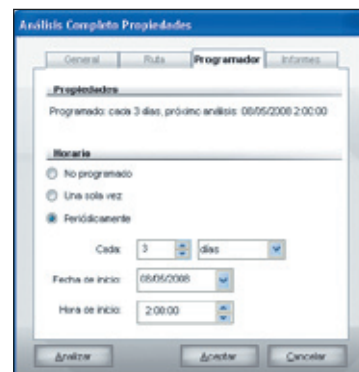 Análisis Completo Propiedades
General Ruta Programador Informes
Propiedades
Programado: cada 3 días, próximo análisis: 08/05/2008 2:00:00
Horario
No programado
Una sola vez
Periódicamente
Cada: 3 días
Fecha de inicio: 08/05/2008
Hora de inicio: 2:00:00
Analizar Aceptar Cancelar